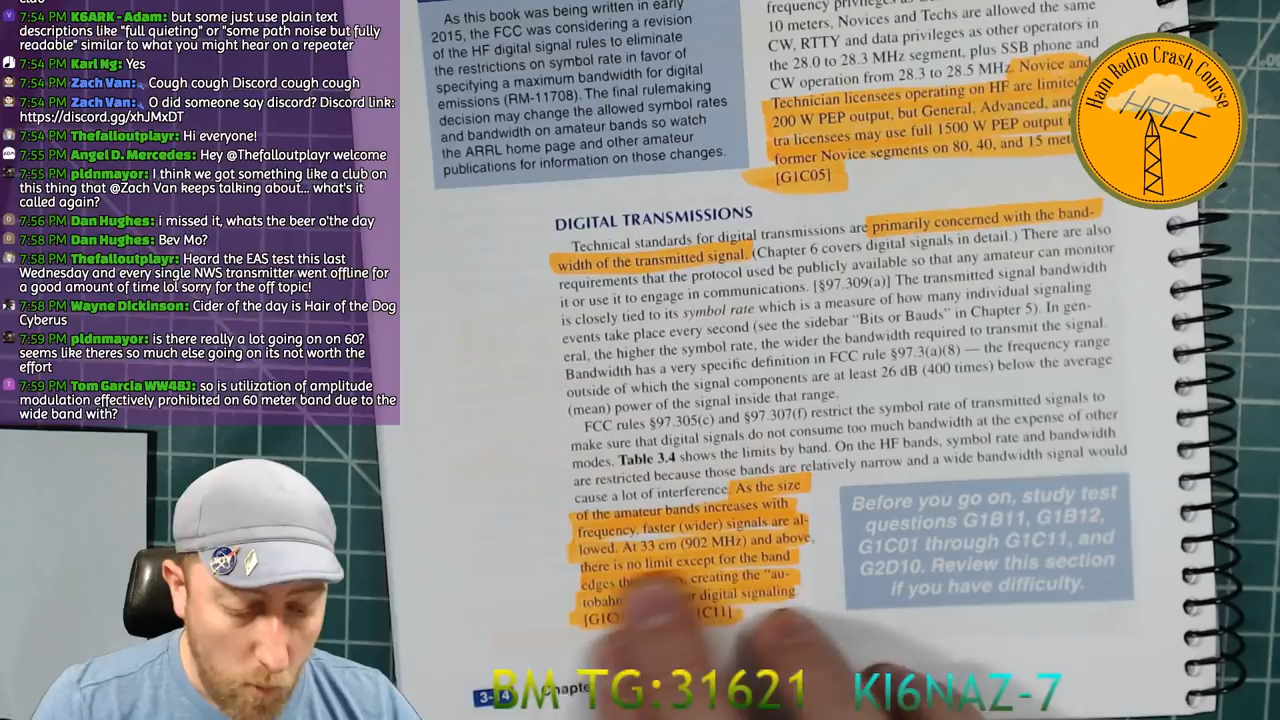 7:54 PM K6ARK - Adam: but some just use plain text
descriptions like "full quieting" or "some path noise but fully
readable" similar to what you might hear on a repeater
7:54 PM Karl Ng: Yes
7:54 PM Zach Van: Cough cough Discord cough cough
7:54 PM Zach Van: O did someone say discord? Discord link:
https://discord.gg/xhJMxDT
7:54 PM Thefalloutplayr: Hi everyone!
7:55 PM Angel D. Mercedes: Hey @Thefalloutplayr welcome
7:55 PM pldnmayor: I think we got something like a club on
this thing that @Zach Van keeps talking about... what's it
called again?
7:56 PM Dan Hughes: i missed it, whats the beer o'the day
7:58 PM Dan Hughes: Bev Mo?
7:58 PM Thefalloutplayr: Heard the EAS test this last
Wednesday and every single NWS transmitter went offline for
a good amount of time lol sorry for the off topic!
7:58 PM Wayne Dickinson: Cider of the day is Hair of the Dog
Cyberus
7:59 PM pldnmayor: is there really a lot going on on 60?
seems like theres so much else going on its not worth the
effort
7:59 PM Tom Garcia WW4BJ: so is utilization of amplitude
modulation effectively prohibited on 60 meter band due to the
wide band with?
As this book was being written in early
2015, the FCC was considering a revision
of the HF digital signal rules to eliminate
the restrictions on symbol rate in favor of
specifying a maximum bandwidth for digital
emissions (RM-11708). The final rulemaking
decision may change the allowed symbol rates
and bandwidth on amateur bands so watch
the ARRL home page and other amateur
publications for information on those changes.
frequency privileges
10 meters, Novices and Techs are allowed the same
CW, RTTY and data privileges as other operators in
the 28.0 to 28.3 MHz segment, plus SSB phone and
CW operation from 28.3 to 28.5 MHz. Novice and
Technician licensees operating on HF are limited
200 W PEP output, but General, Advanced, and
tra licensees may use full 1500 W PEP output
former Novice segments on 80, 40, and 15
[G1C05]
Ham Radio Crash Course
HRCC
DIGITAL TRANSMISSIONS
Technical standards for digital transmissions are primarily concerned with the band-
width of the transmitted signal. (Chapter 6 covers digital signals in detail.) There are also
requirements that the protocol used be publicly available so that any amateur can monitor
it or use it to engage in communications. [§97.309(a)] The transmitted signal bandwidth
is closely tied to its symbol rate which is a measure of how many individual signaling
events take place every second (see the sidebar "Bits or Bauds" in Chapter 5). In gen-
eral, the higher the symbol rate, the wider the bandwidth required to transmit the signal.
Bandwidth has a very specific definition in FCC rule §97.3(a)(8) — the frequency range
outside of which the signal components are at least 26 dB (400 times) below the average
(mean) power of the signal inside that range.
FCC rules §97.305(c) and §97.307(f) restrict the symbol rate of transmitted signals to
make sure that digital signals do not consume too much bandwidth at the expense of other
modes. Table 3.4 shows the limits by band. On the HF bands, symbol rate and bandwidth
are restricted because those bands are relatively narrow and a wide bandwidth signal would
cause a lot of interference. As the size
of the amateur bands increases with
frequency, faster (wider) signals are al-
lowed. At 33 cm (902 MHz) and above,
there is no limit except for the band
edges creating the "au-
digital signaling
Before you go on, study test
questions G1B11, G1B12,
G1C01 through G1C11, and
G2D10. Review this section
if you have difficulty.
BM TG:31621 KI6NAZ-7